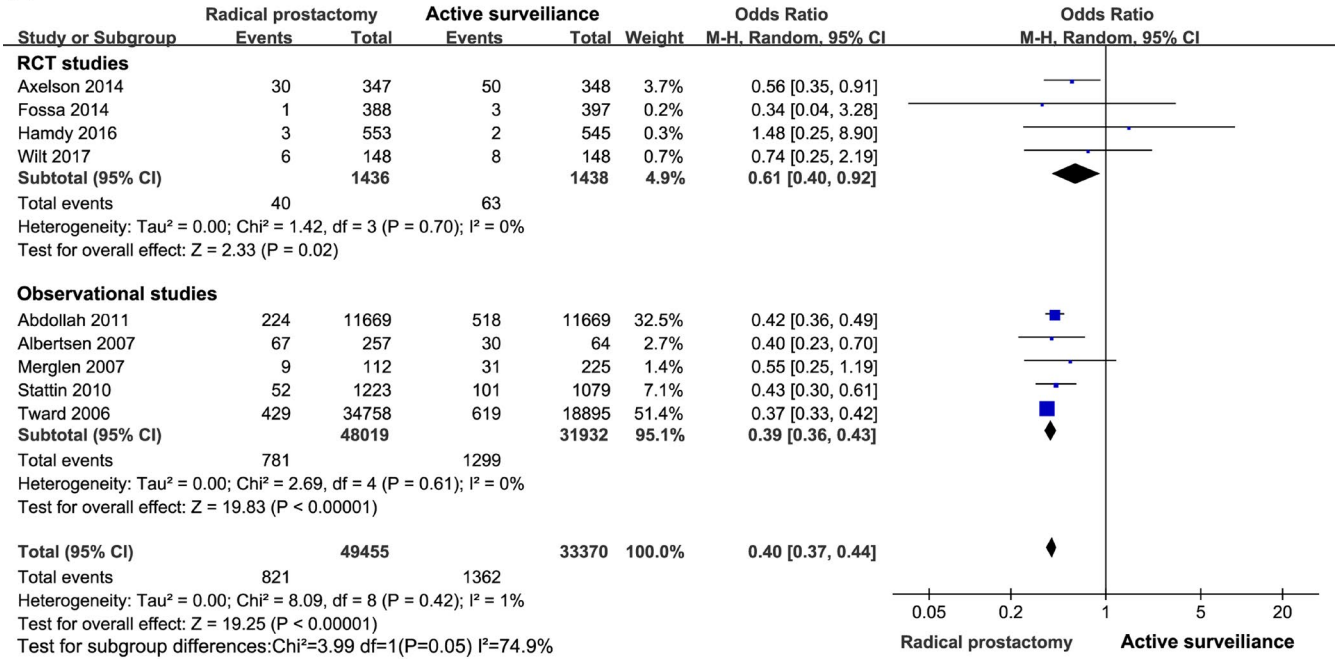 Radical prostactomy Active surveiliance Odds Ratio Odds Ratio
Study or Subgroup Events Total Events Total Weight M-H, Random, 95% CI M-H, Random, 95% CI
RCT studies
Axelson 2014 30 347 50 348 3.7% 0.56 [0.35, 0.91]
Fossa 2014 1 388 3 397 0.2% 0.34 [0.04, 3.28]
Hamdy 2016 3 553 2 545 0.3% 1.48 [0.25, 8.90]
Wilt 2017 6 148 8 148 0.7% 0.74 [0.25, 2.19]
Subtotal (95% CI) 1436 1438 4.9% 0.61 [0.40, 0.92]
Total events 40 63
Heterogeneity: Tau² = 0.00; Chi² = 1.42, df = 3 (P = 0.70); I² = 0%
Test for overall effect: Z = 2.33 (P = 0.02)
Observational studies
Abdollah 2011 224 11669 518 11669 32.5% 0.42 [0.36, 0.49]
Albertsen 2007 67 257 30 64 2.7% 0.40 [0.23, 0.70]
Merglen 2007 9 112 31 225 1.4% 0.55 [0.25, 1.19]
Stattin 2010 52 1223 101 1079 7.1% 0.43 [0.30, 0.61]
Tward 2006 429 34758 619 18895 51.4% 0.37 [0.33, 0.42]
Subtotal (95% CI) 48019 31932 95.1% 0.39 [0.36, 0.43]
Total events 781 1299
Heterogeneity: Tau² = 0.00; Chi² = 2.69, df = 4 (P = 0.61); I² = 0%
Test for overall effect: Z = 19.83 (P < 0.00001)
Total (95% CI) 49455 33370 100.0% 0.40 [0.37, 0.44]
Total events 821 1362
Heterogeneity: Tau² = 0.00; Chi² = 8.09, df = 8 (P = 0.42); I² = 1%
Test for overall effect: Z = 19.25 (P < 0.00001)
Test for subgroup differences:Chi²=3.99 df=1(P=0.05) I²=74.9%
0.05 0.2 1 5 20
Radical prostactomy Active surveillance